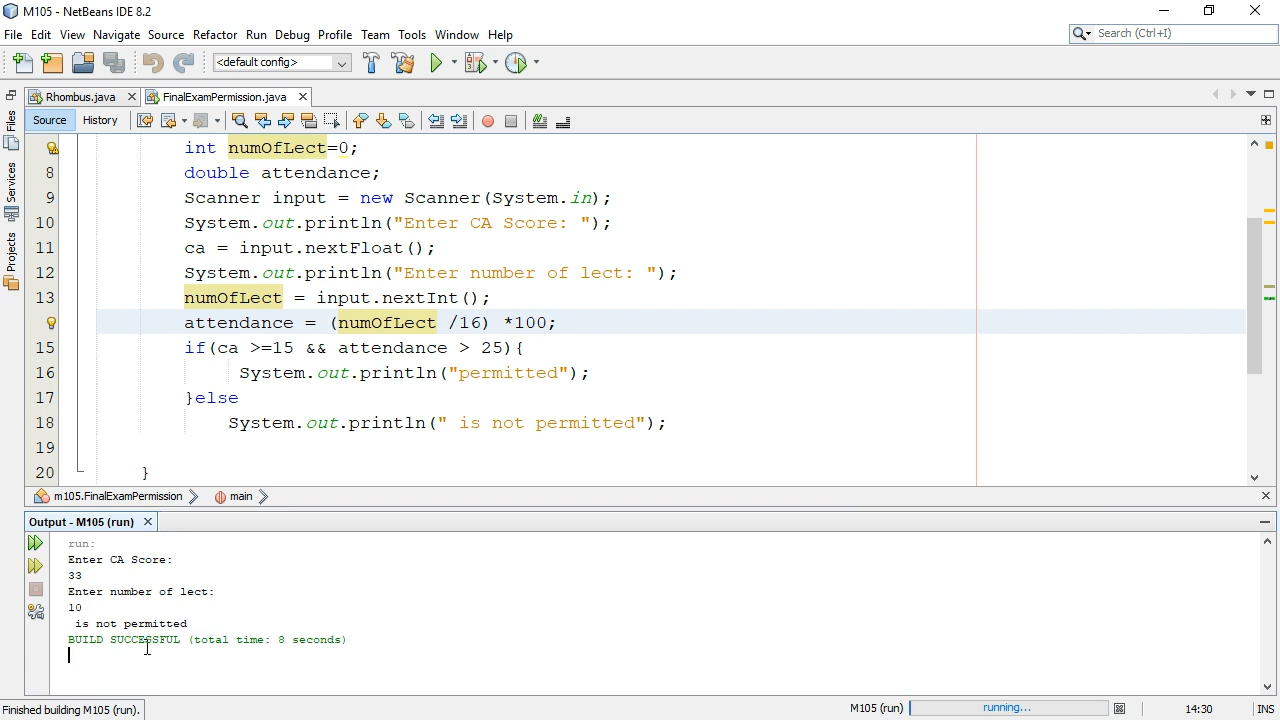 M105 - NetBeans IDE 8.2
File Edit View Navigate Source Refactor Run Debug Profile Team Tools Window Help
Search (Ctrl+I)
<default config>
Rhombus.java FinalExamPermission.java
Source History
Files
Services
Projects
int numOfLect=0;
8 double attendance;
9 Scanner input = new Scanner(System.in);
10 System.out.println("Enter CA Score: ");
11 ca = input.nextFloat();
12 System.out.println("Enter number of lect: ");
13 numOfLect = input.nextInt();
attendance = (numOfLect /16) *100;
15 if(ca >=15 && attendance > 25){
16 System.out.println("permitted");
17 }else
18 System.out.println(" is not permitted");
19
20 }
m105.FinalExamPermission main
Output - M105 (run)
run:
Enter CA Score:
33
Enter number of lect:
10
is not permitted
BUILD SUCCESSFUL (total time: 8 seconds)
Finished building M105 (run). M105 (run) running... 14:30 INS